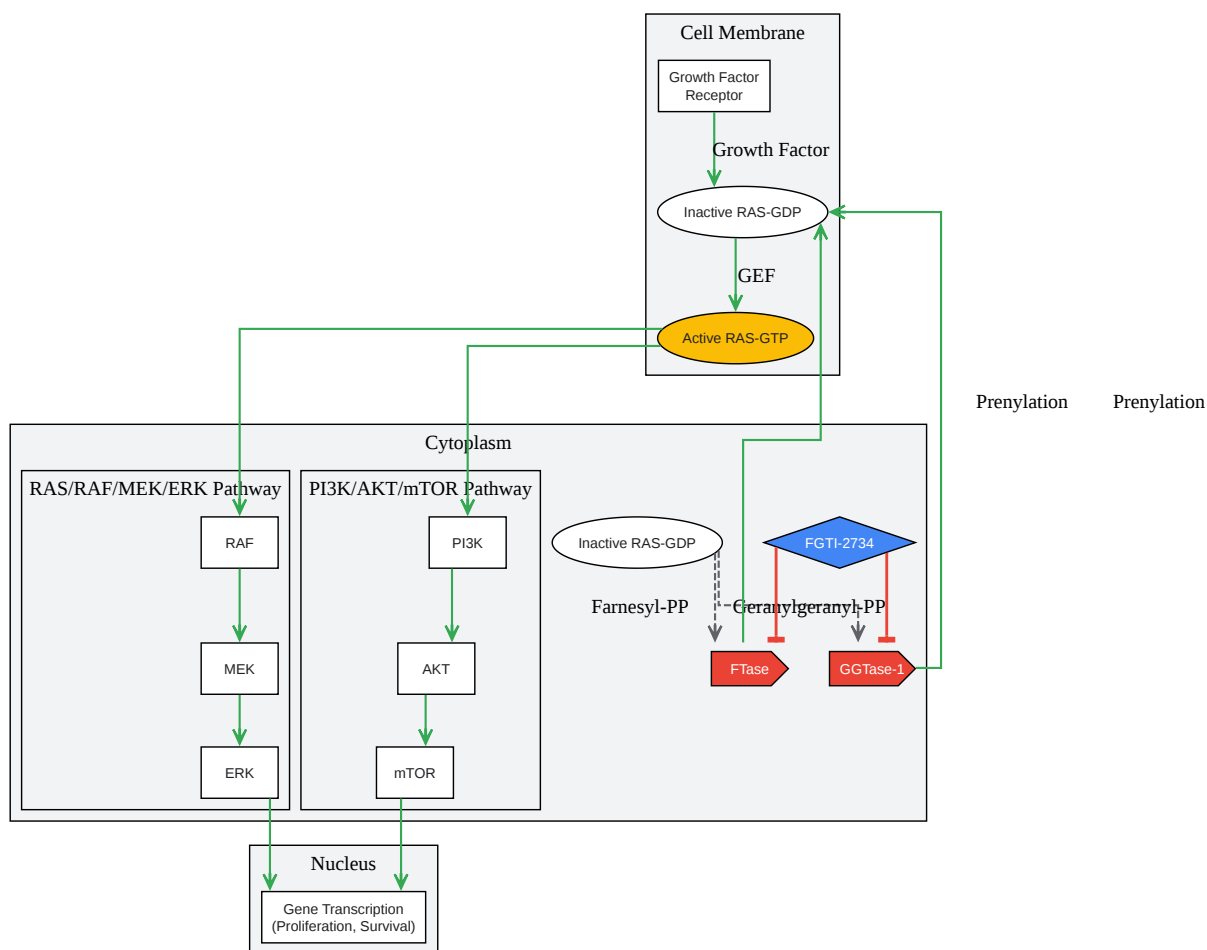 Cell Membrane
Growth Factor
Receptor
Growth Factor
Inactive RAS-GDP
GEF
Active RAS-GTP
Prenylation
Prenylation
Cytoplasm
RAS/RAF/MEK/ERK Pathway
PI3K/AKT/mTOR Pathway
RAF
PI3K
Inactive RAS-GDP
FGTI-2734
Farnesyl-PP
Geranylgeranyl-PP
MEK
AKT
FTase
GGTase-1
ERK
mTOR
Nucleus
Gene Transcription
(Proliferation, Survival)